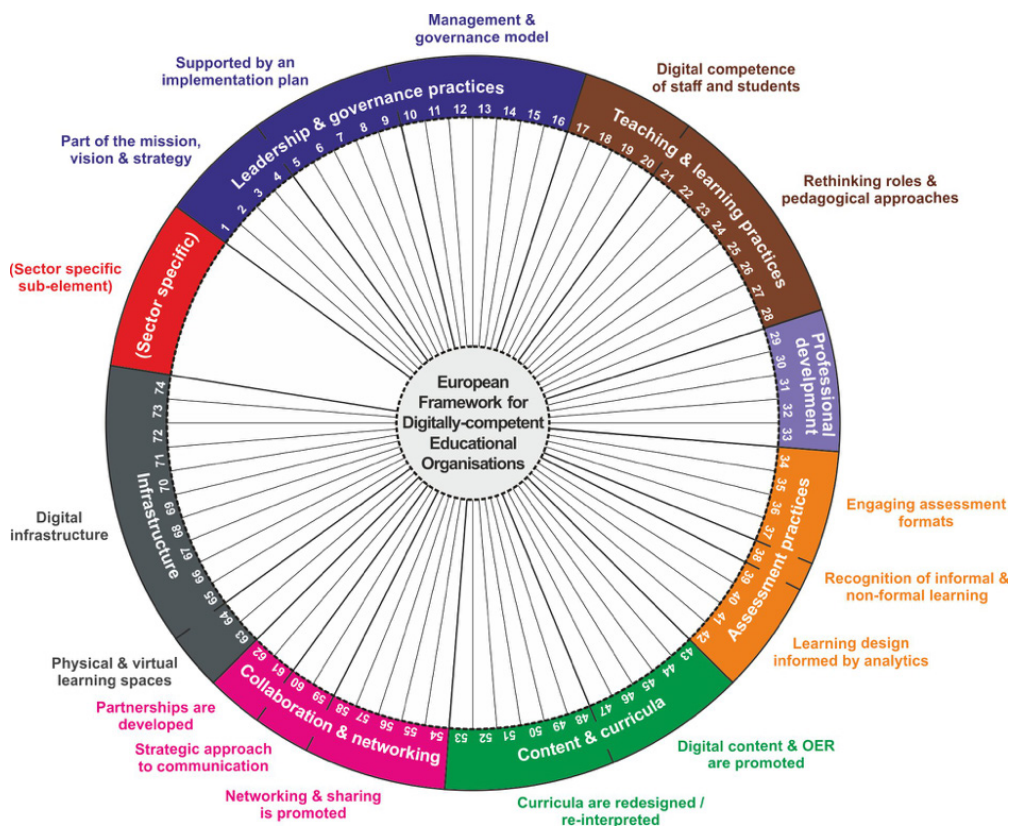 Management &
governance model
Supported by an
implementation plan
Part of the mission,
vision & strategy
(Sector specific
sub-element)
Digital
infrastructure
Physical & virtual
learning spaces
Partnerships are
developed
Strategic approach
to communication
Networking & sharing
is promoted
Curricula are redesigned /
re-interpreted
Digital content & OER
are promoted
Learning design
informed by analytics
Recognition of informal &
non-formal learning
Engaging assessment
formats
Rethinking roles &
pedagogical approaches
Digital competence
of staff and students
Leadership & governance practices
Teaching & learning practices
Professional
develpment
Assessment practices
Content & curricula
Collaboration & networking
Infrastructure
(Sector specific)
1
2
3
4
5
6
7
8
9
10
11
12
13
14
15
16
17
18
19
20
21
22
23
24
25
26
27
28
29
30
31
32
33
34
35
36
37
38
39
40
41
42
43
44
45
46
47
48
49
50
51
52
53
54
55
56
57
58
59
60
61
62
63
64
65
66
67
68
69
70
71
72
73
74
European
Framework for
Digitally-competent
Educational
Organisations